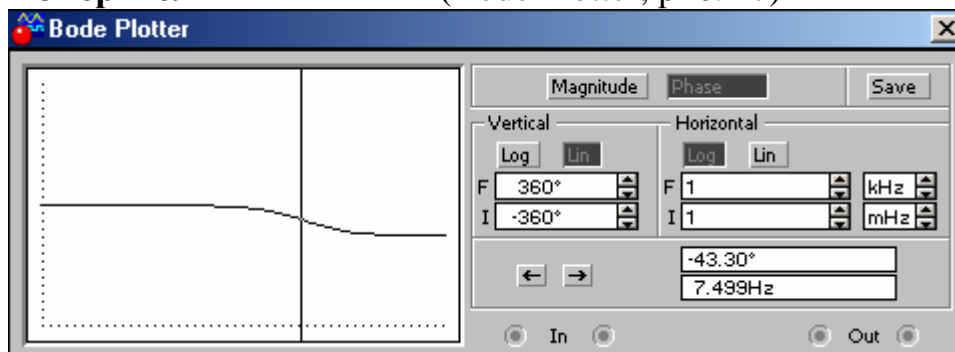 Bode Plotter
Magnitude Phase Save
Vertical Horizontal
Log Lin Log Lin
F 360° F 1 kHz
I -360° I 1 mHz
← →
-43.30°
7.499Hz
In Out